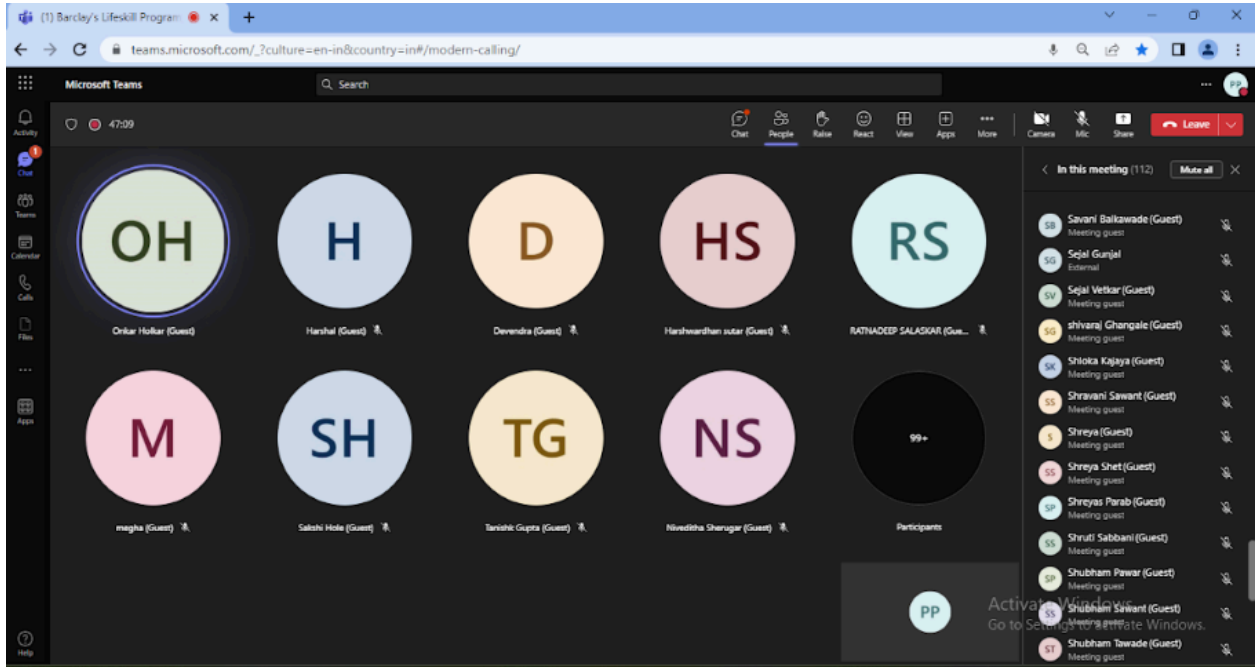 (1) Barclay's Lifeskill Program
teams.microsoft.com/_?culture=en-in&country=in#/modern-calling/
Microsoft Teams
Search
PP
47:09
Chat
People
Raise
React
View
Apps
More
Camera
Mic
Share
Leave
Activity
1
Chat
Teams
Calendar
Calls
Files
Apps
Help
OH
H
D
HS
RS
Onkar Holkar (Guest)
Harshal (Guest)
Devendra (Guest)
Harshwardhan sutar (Guest)
RATNADEEP SALASKAR (Gue...
M
SH
TG
NS
99+
megha (Guest)
Sakshi Hole (Guest)
Tanishk Gupta (Guest)
Niveditha Sherugar (Guest)
Participants
PP
In this meeting (112)
Mute all
SB
Savani Balkawade (Guest)
Meeting guest
SG
Sejal Gunjal
External
SV
Sejal Vetkar (Guest)
Meeting guest
SG
shivaraj Ghangale (Guest)
Meeting guest
SK
Shloka Kajaya (Guest)
Meeting guest
SS
Shravani Sawant (Guest)
Meeting guest
S
Shreya (Guest)
Meeting guest
SS
Shreya Shet (Guest)
Meeting guest
SP
Shreyas Parab (Guest)
Meeting guest
SS
Shruti Sabbani (Guest)
Meeting guest
SP
Shubham Pawar (Guest)
Meeting guest
SS
Shubham Sawant (Guest)
Meeting guest
ST
Shubham Tawade (Guest)
Meeting guest
Activate Windows
Go to Settings to activate Windows.